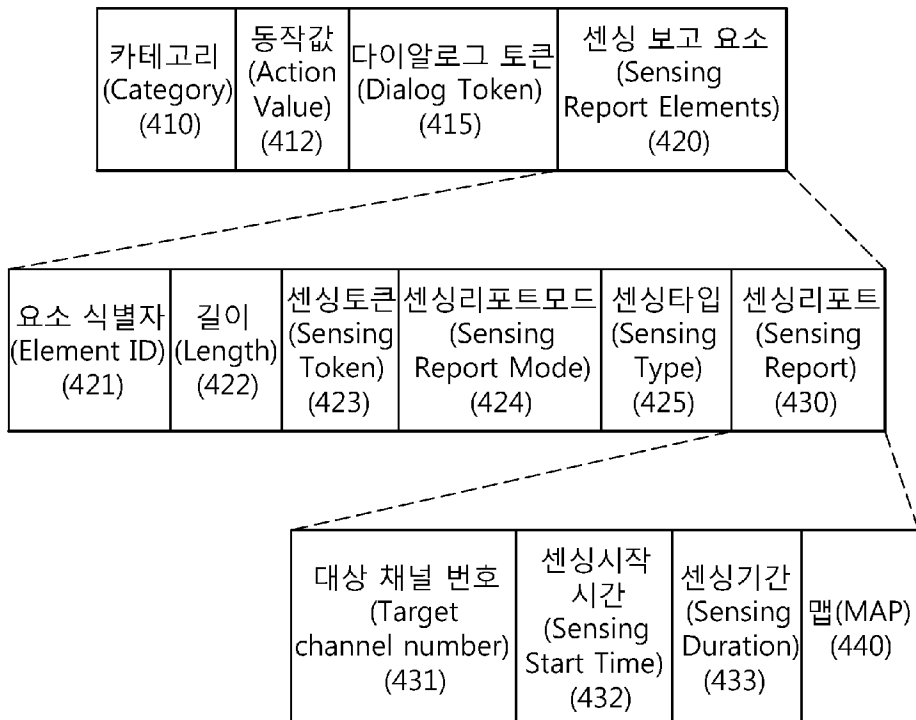 카테고리
(Category)
(410)
동작값
(Action
Value)
(412)
다이알로그 토큰
(Dialog Token)
(415)
센싱 보고 요소
(Sensing
Report Elements)
(420)
요소 식별자
(Element ID)
(421)
길이
(Length)
(422)
센싱토큰
(Sensing
Token)
(423)
센싱리포트모드
(Sensing
Report Mode)
(424)
센싱타입
(Sensing
Type)
(425)
센싱리포트
(Sensing
Report)
(430)
대상 채널 번호
(Target
channel number)
(431)
센싱시작
시간
(Sensing
Start Time)
(432)
센싱기간
(Sensing
Duration)
(433)
맵(MAP)
(440)